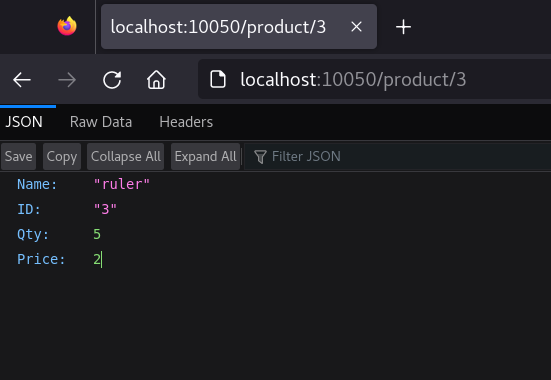 localhost:10050/product/3
localhost:10050/product/3
JSON Raw Data Headers
Save Copy Collapse All Expand All Filter JSON
Name: "ruler"
ID: "3"
Qty: 5
Price: 2